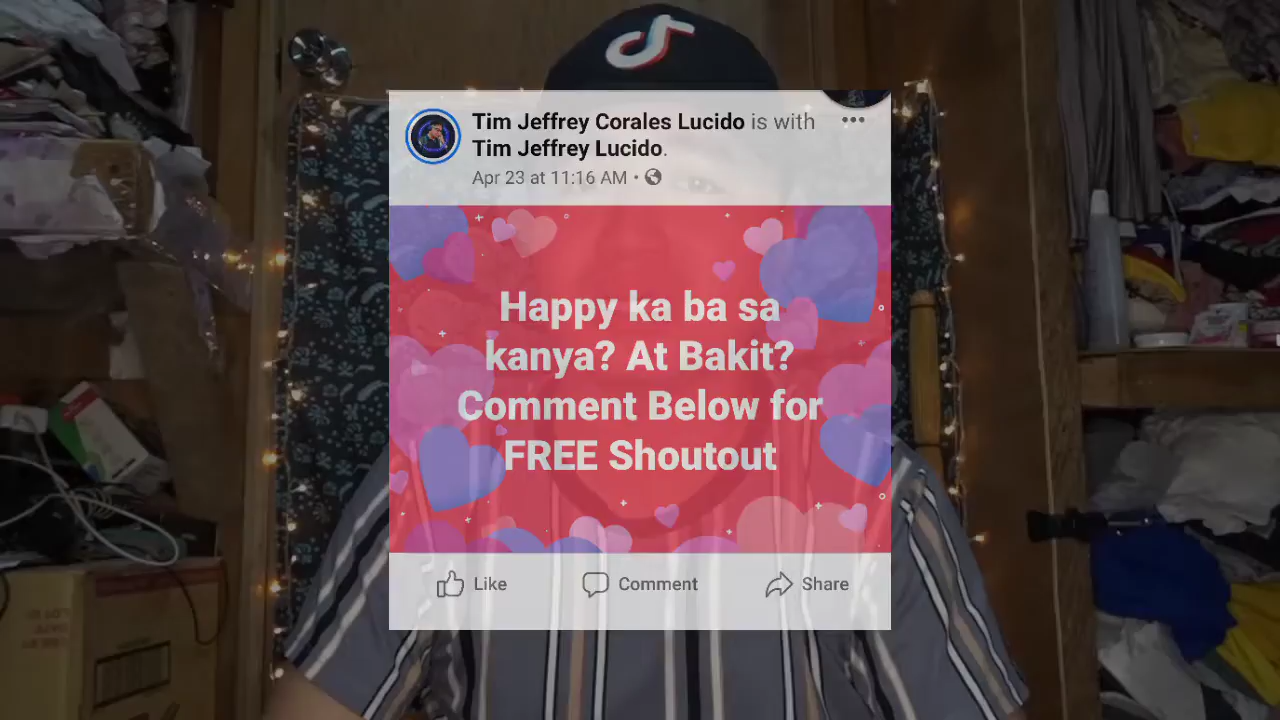 Tim Jeffrey Corales Lucido is with
Tim Jeffrey Lucido.
Apr 23 at 11:16 AM
Happy ka ba sa
kanya? At Bakit?
Comment Below for
FREE Shoutout
Like Comment Share